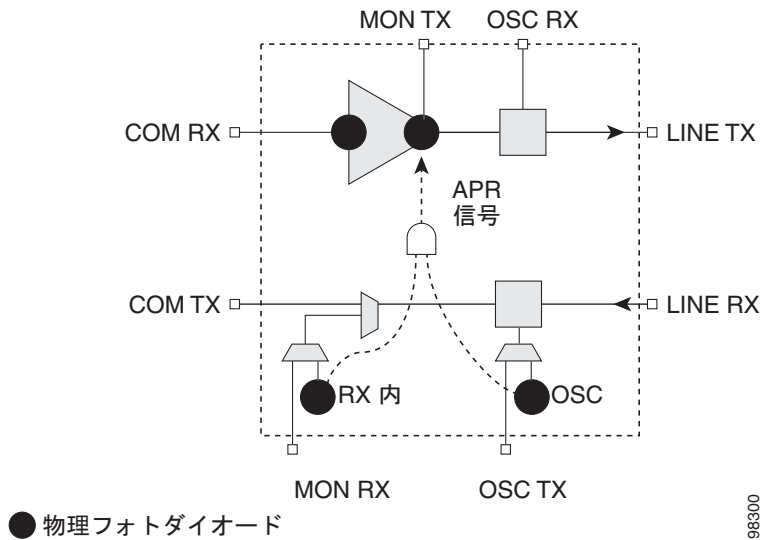 MON TX
OSC RX
COM RX
LINE TX
APR
信号
COM TX
LINE RX
RX 内
OSC
MON RX
OSC TX
物理フォトダイオード
98300